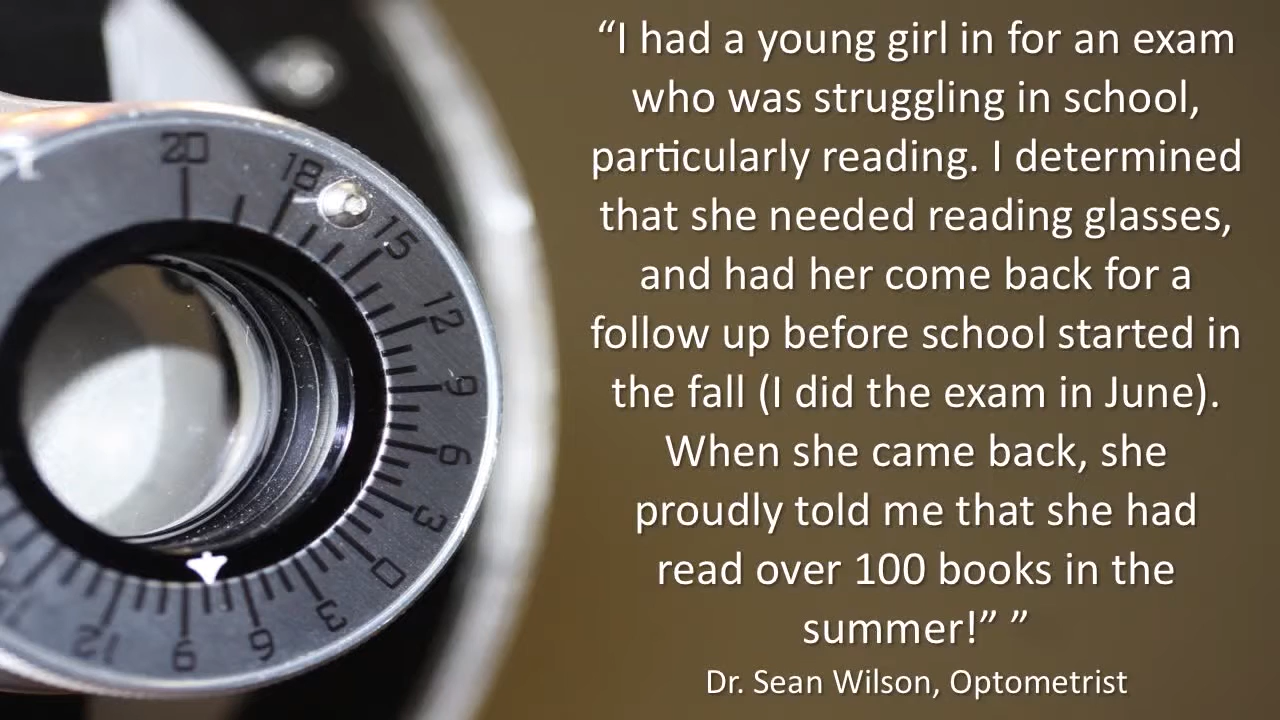 “I had a young girl in for an exam
who was struggling in school,
particularly reading. I determined
that she needed reading glasses,
and had her come back for a
follow up before school started in
the fall (I did the exam in June).
When she came back, she
proudly told me that she had
read over 100 books in the
summer!” ”
Dr. Sean Wilson, Optometrist
20
18
15
12
9
6
3
0
3
6
9
12